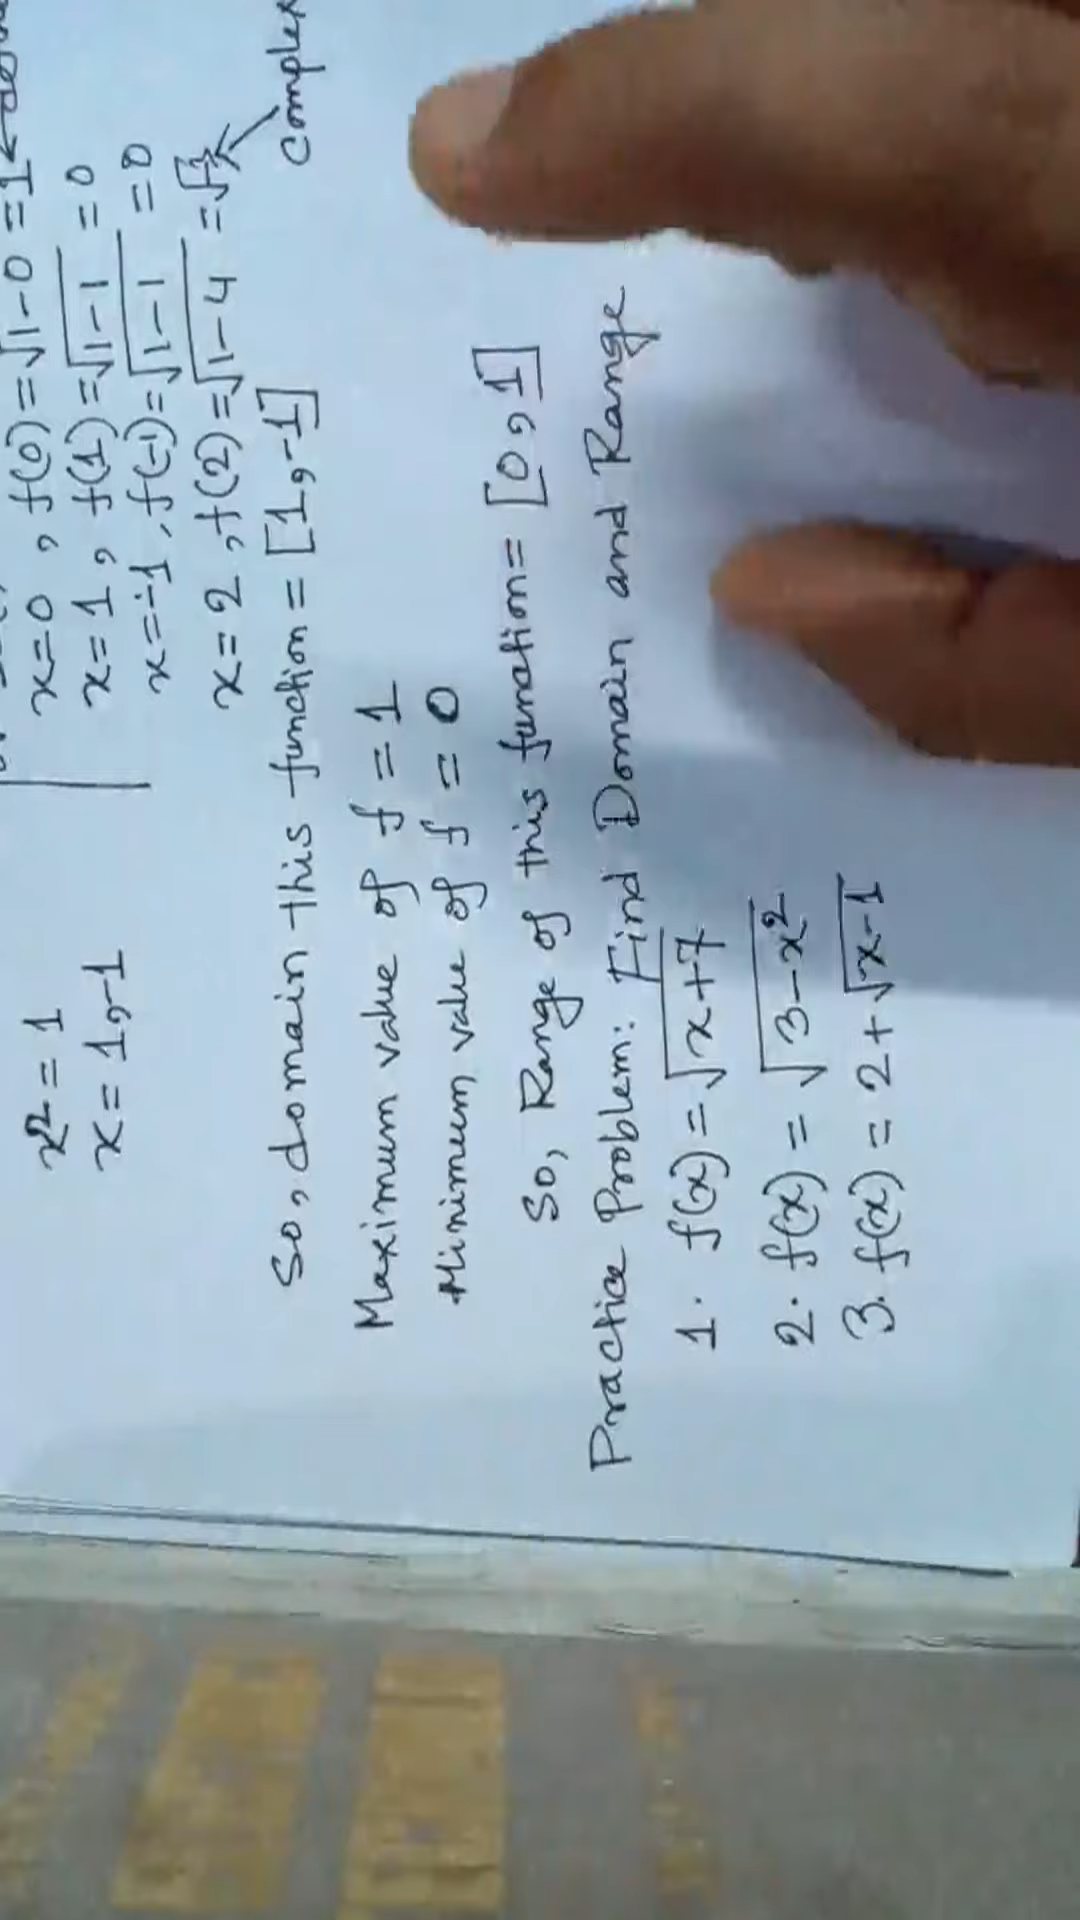 x=0, f(0)=√1-0 =1
x²=1
x=1, f(1)=√1-1 =0
x=1,-1
x=-1, f(-1)=√1-1 =0
x=2, f(2)=√1-4 =
complex
So, domain this function = [1,-1]
Maximum value of f = 1
Minimum value of f = 0
So, Range of this function= [0,1]
Practice Problem: Find Domain and Range
1. f(x)=√x+7
2. f(x)=√3-x²
3. f(x)=2+√x-1